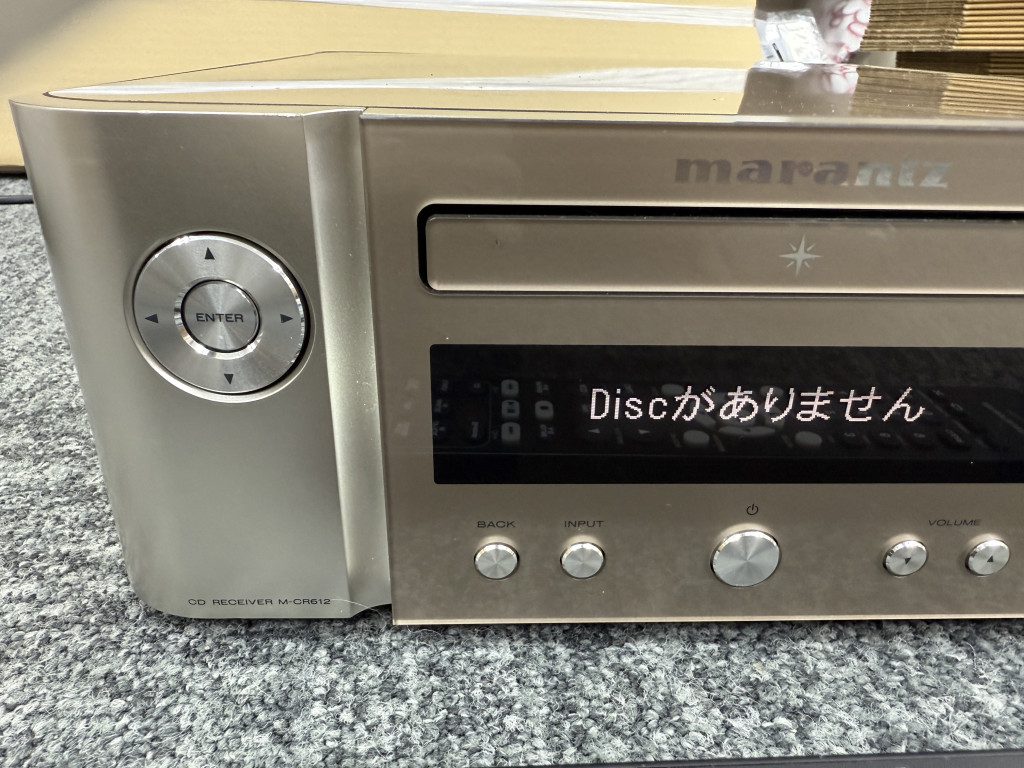 marantz
ENTER
Discがありません
BACK
INPUT
VOLUME
CD RECEIVER M-CR612